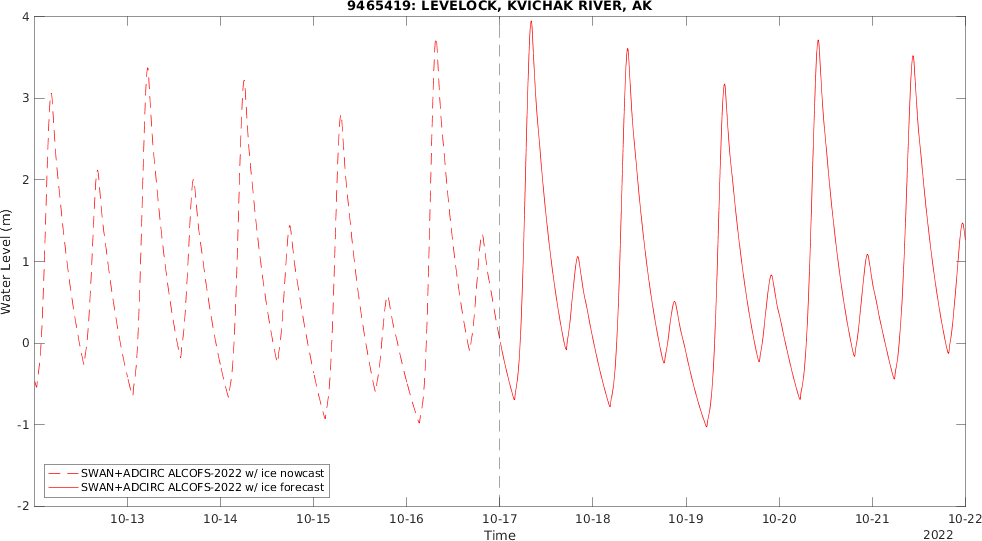 9465419: LEVELOCK, KVICHAK RIVER, AK
4
3
2
1
0
-1
-2
Water Level (m)
SWAN+ADCIRC ALCOFS-2022 w/ ice nowcast
SWAN+ADCIRC ALCOFS-2022 w/ ice forecast
10-13 10-14 10-15 10-16 10-17 10-18 10-19 10-20 10-21 10-22
Time
2022